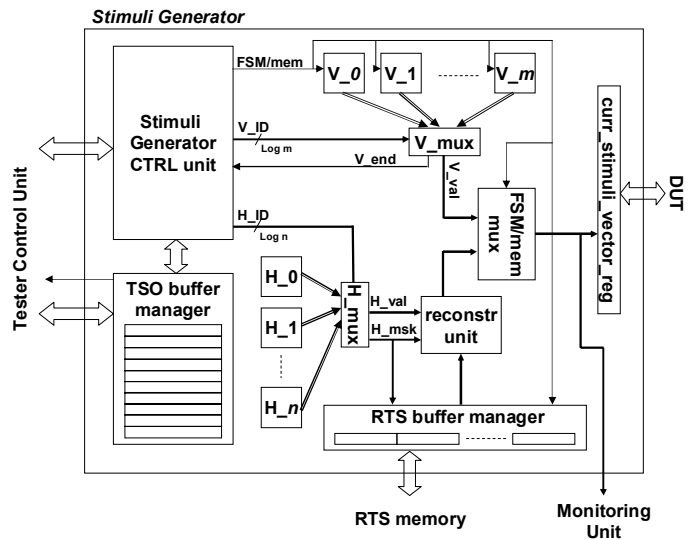 Stimuli Generator
FSM/mem
V_0
V_1
V_m
Stimuli
Generator
CTRL unit
V_ID
Log m
V_end
V_mux
V_val
H_ID
Log n
FSM/mem
mux
curr_stimuli_vector_reg
DUT
Tester Control Unit
TSO buffer
manager
H_0
H_1
H_n
H_mux
H_val
H_msk
reconstr
unit
RTS buffer manager
RTS memory
Monitoring
Unit